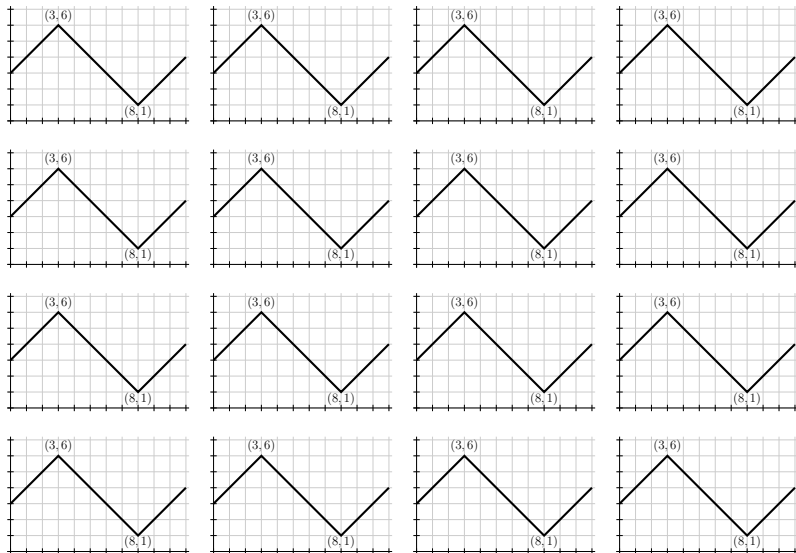 (3, 6) (3, 6) (3, 6) (3, 6)
(8, 1) (8, 1) (8, 1) (8, 1)
(3, 6) (3, 6) (3, 6) (3, 6)
(8, 1) (8, 1) (8, 1) (8, 1)
(3, 6) (3, 6) (3, 6) (3, 6)
(8, 1) (8, 1) (8, 1) (8, 1)
(3, 6) (3, 6) (3, 6) (3, 6)
(8, 1) (8, 1) (8, 1) (8, 1)